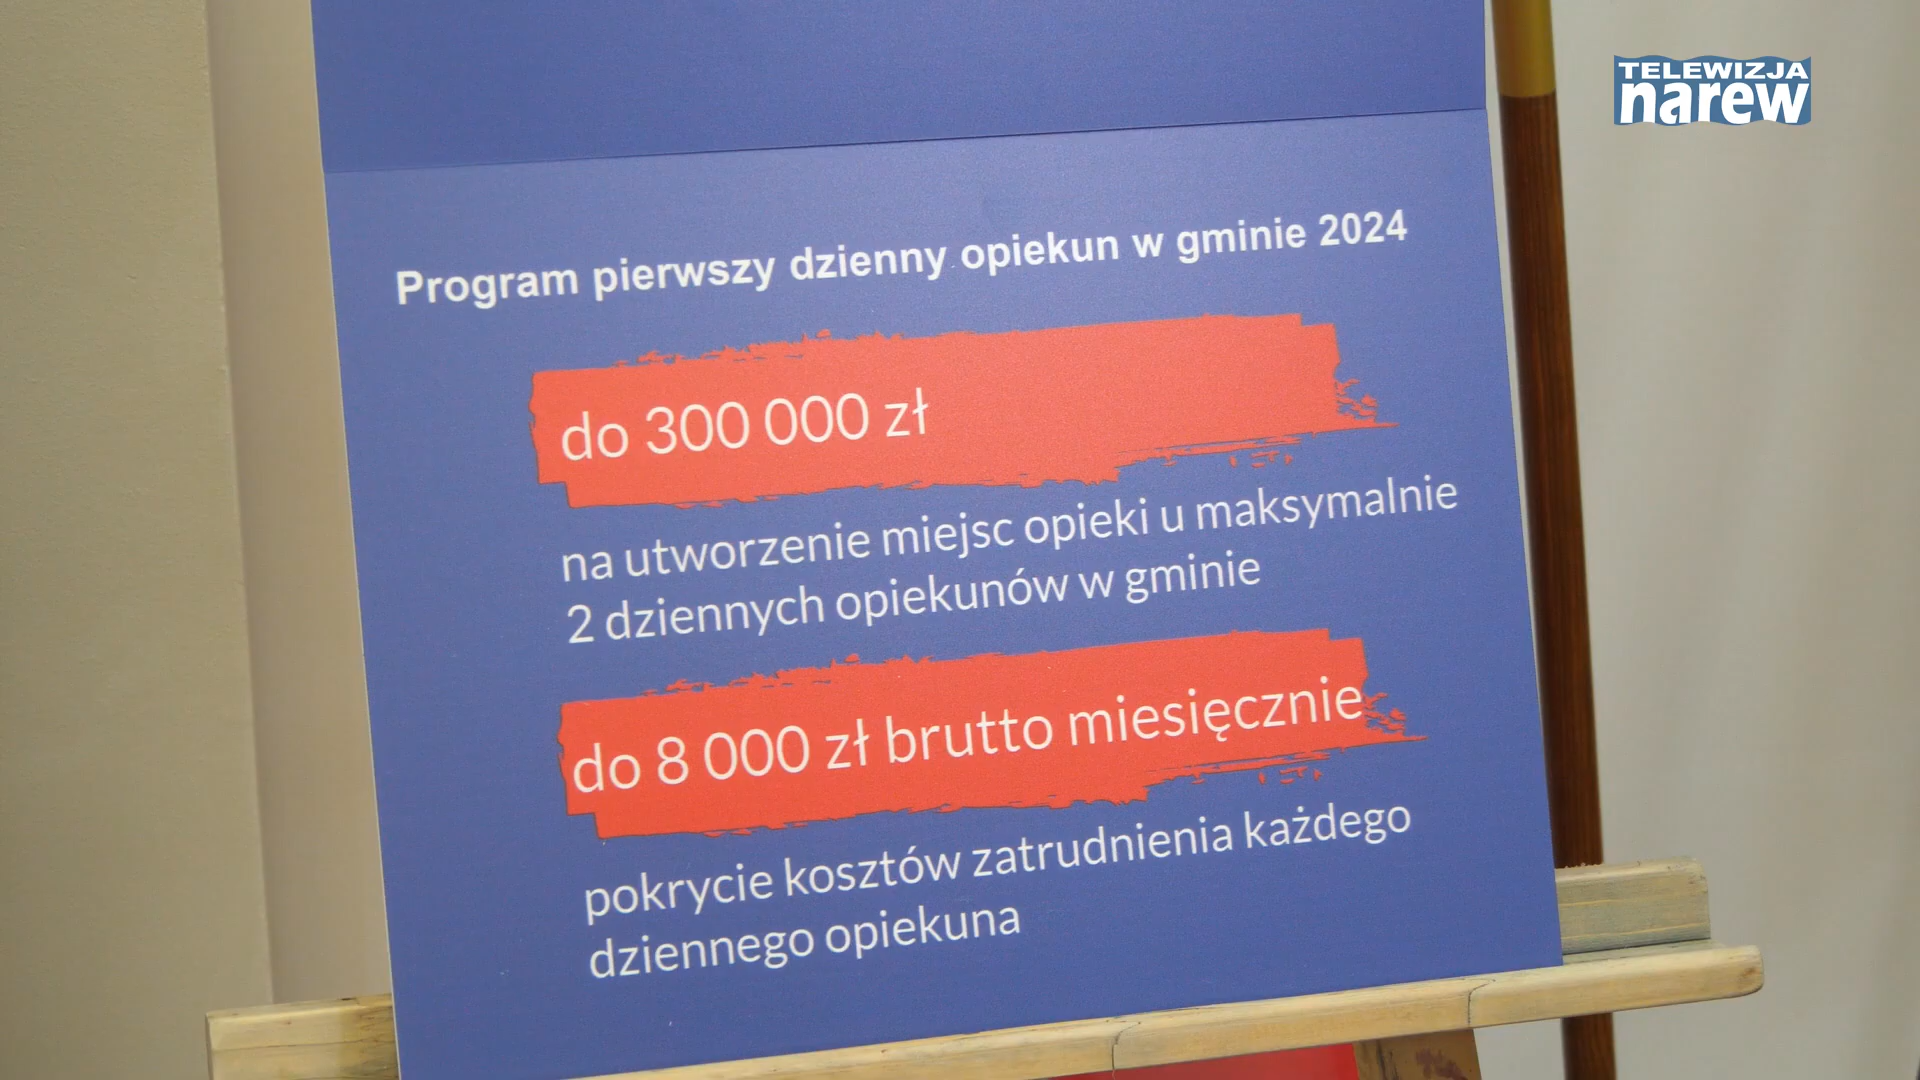 TELEWIZJA
narew
Program pierwszy dzienny opiekun w gminie 2024
do 300 000 zł
na utworzenie miejsc opieki u maksymalnie
2 dziennych opiekunów w gminie
do 8 000 zł brutto miesięcznie
pokrycie kosztów zatrudnienia każdego
dziennego opiekuna